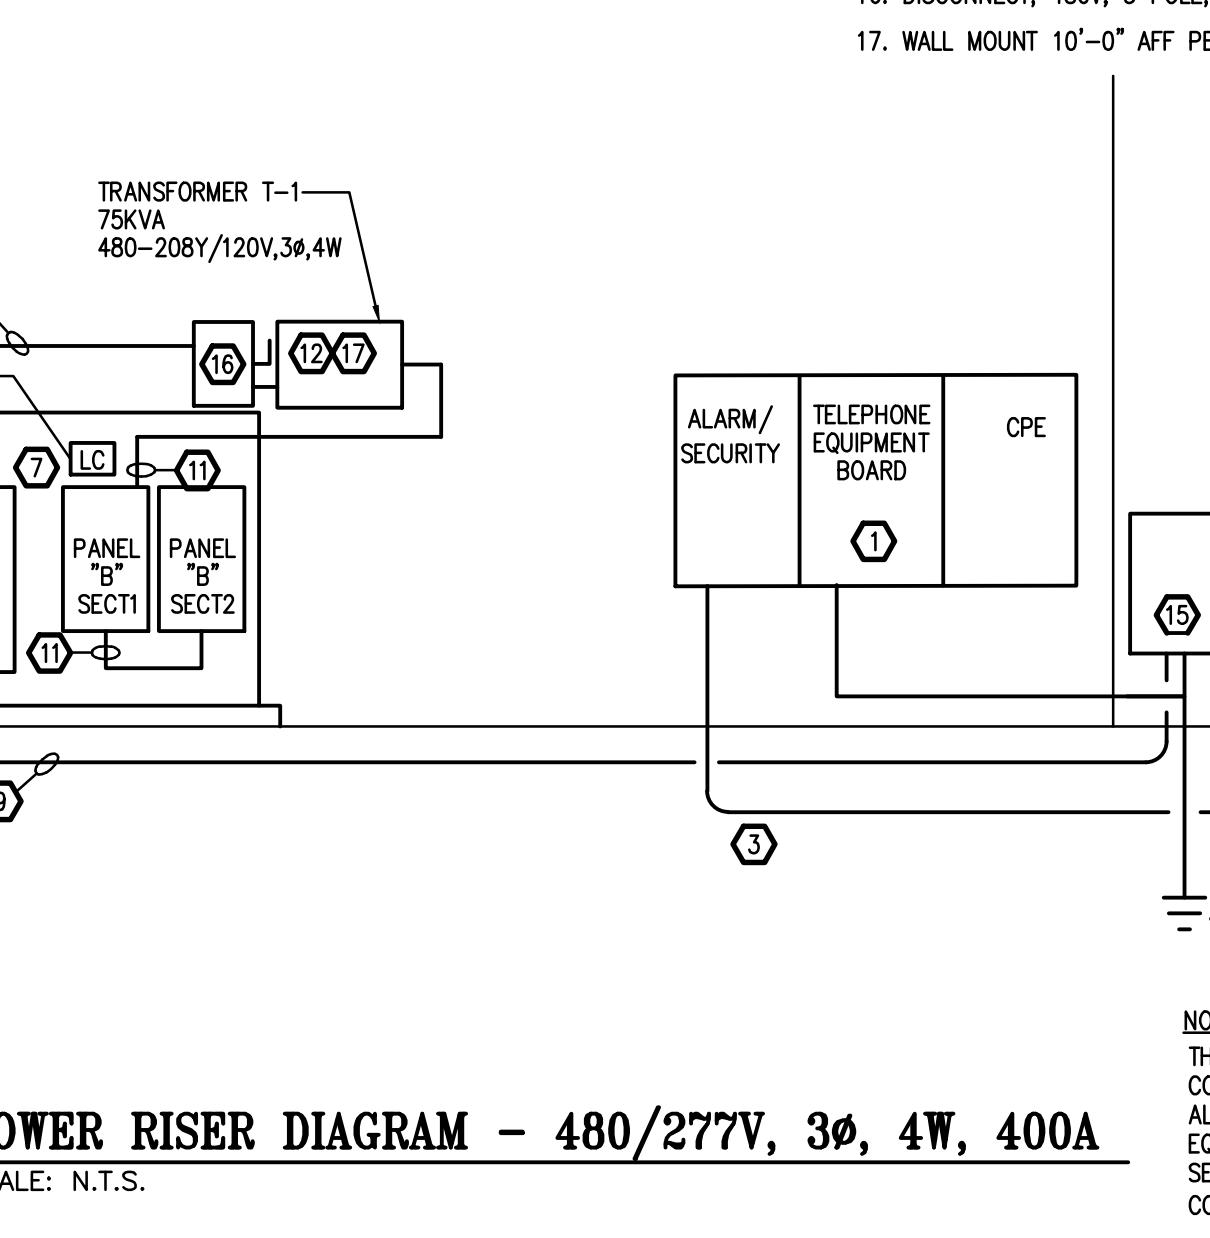 17. WALL MOUNT 10'-0" AFF
TRANSFORMER T-1
75KVA
480-208Y/120V,3ø,4W
16
12
17
7
LC
11
PANEL
"B"
SECT1
PANEL
"B"
SECT2
11
9
ALARM/
SECURITY
TELEPHONE
EQUIPMENT
BOARD
1
CPE
15
3
POWER RISER DIAGRAM - 480/277V, 3ø, 4W, 400A
SCALE: N.T.S.